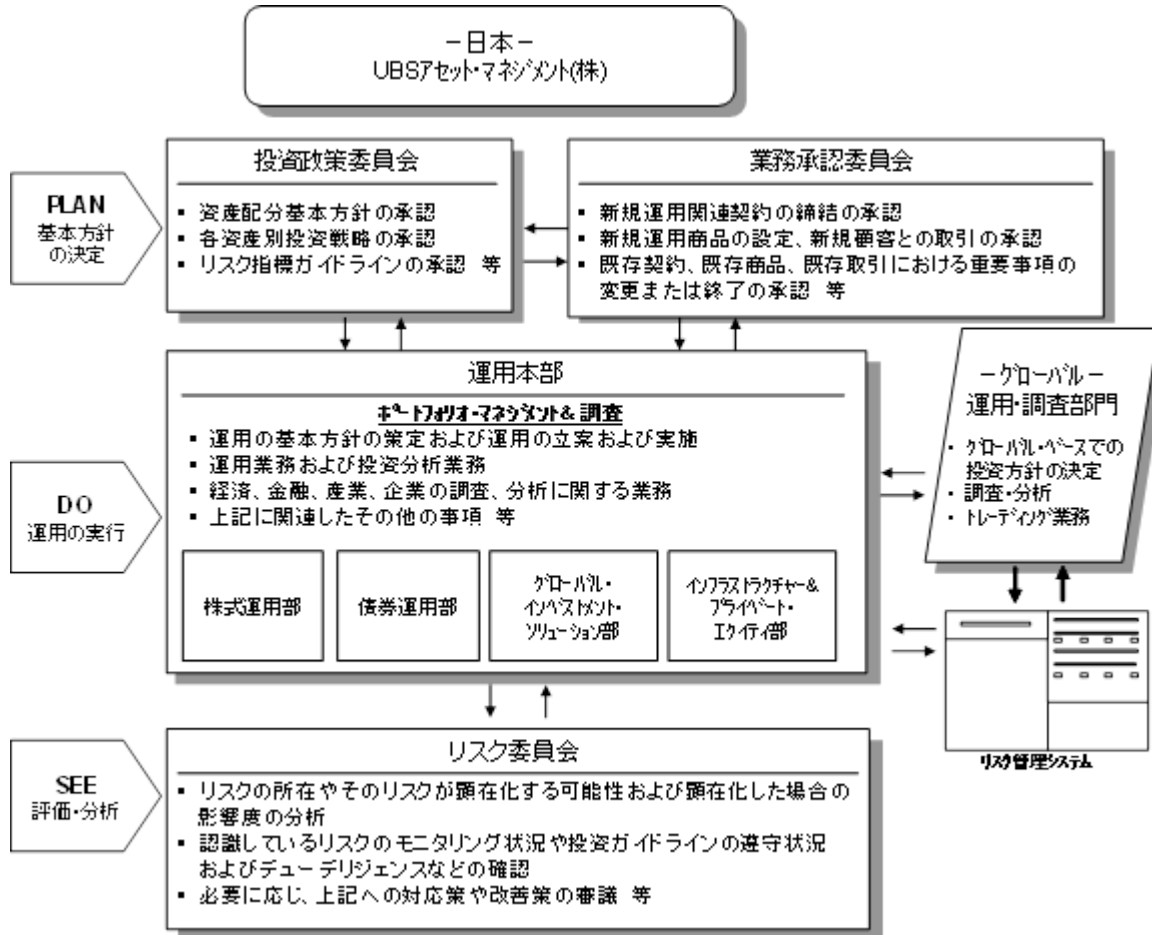 －日本－
UBSアセット・マネジメント(株)
投資政策委員会
▪ 資産配分基本方針の承認
▪ 各資産別投資戦略の承認
▪ リスク指標ガイドラインの承認 等
業務承認委員会
▪ 新規運用関連契約の締結の承認
▪ 新規運用商品の設定、新規顧客との取引の承認
▪ 既存契約、既存商品、既存取引における重要事項の
変更または終了の承認 等
PLAN
基本方針
の決定
運用本部
ポートフォリオ・マネジメント&調査
▪ 運用の基本方針の策定および運用の立案および実施
▪ 運用業務および投資分析業務
▪ 経済、金融、産業、企業の調査、分析に関する業務
▪ 上記に関連したその他の事項 等
DO
運用の実行
株式運用部
債券運用部
グローバル・
インベストメント・
ソリューション部
インフラストラクチャー&
プライベート・
エクイティ部
－グローバル－
運用・調査部門
・ グローバル・ベースでの
投資方針の決定
・ 調査・分析
・ トレーディング業務
リスク管理システム
SEE
評価・分析
リスク委員会
▪ リスクの所在やそのリスクが顕在化する可能性および顕在化した場合の
影響度の分析
▪ 認識しているリスクのモニタリング状況や投資ガイドラインの遵守状況
およびデューデリジェンスなどの確認
▪ 必要に応じ、上記への対応策や改善策の審議 等